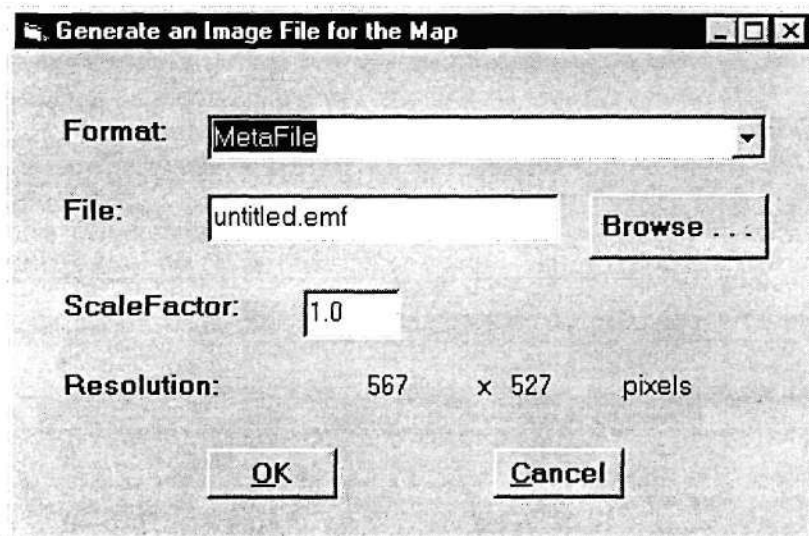 Generate an Image File for the Map
Format: MetaFile
File: untitled.emf Browse . . .
ScaleFactor: 1.0
Resolution: 567 x 527 pixels
OK Cancel